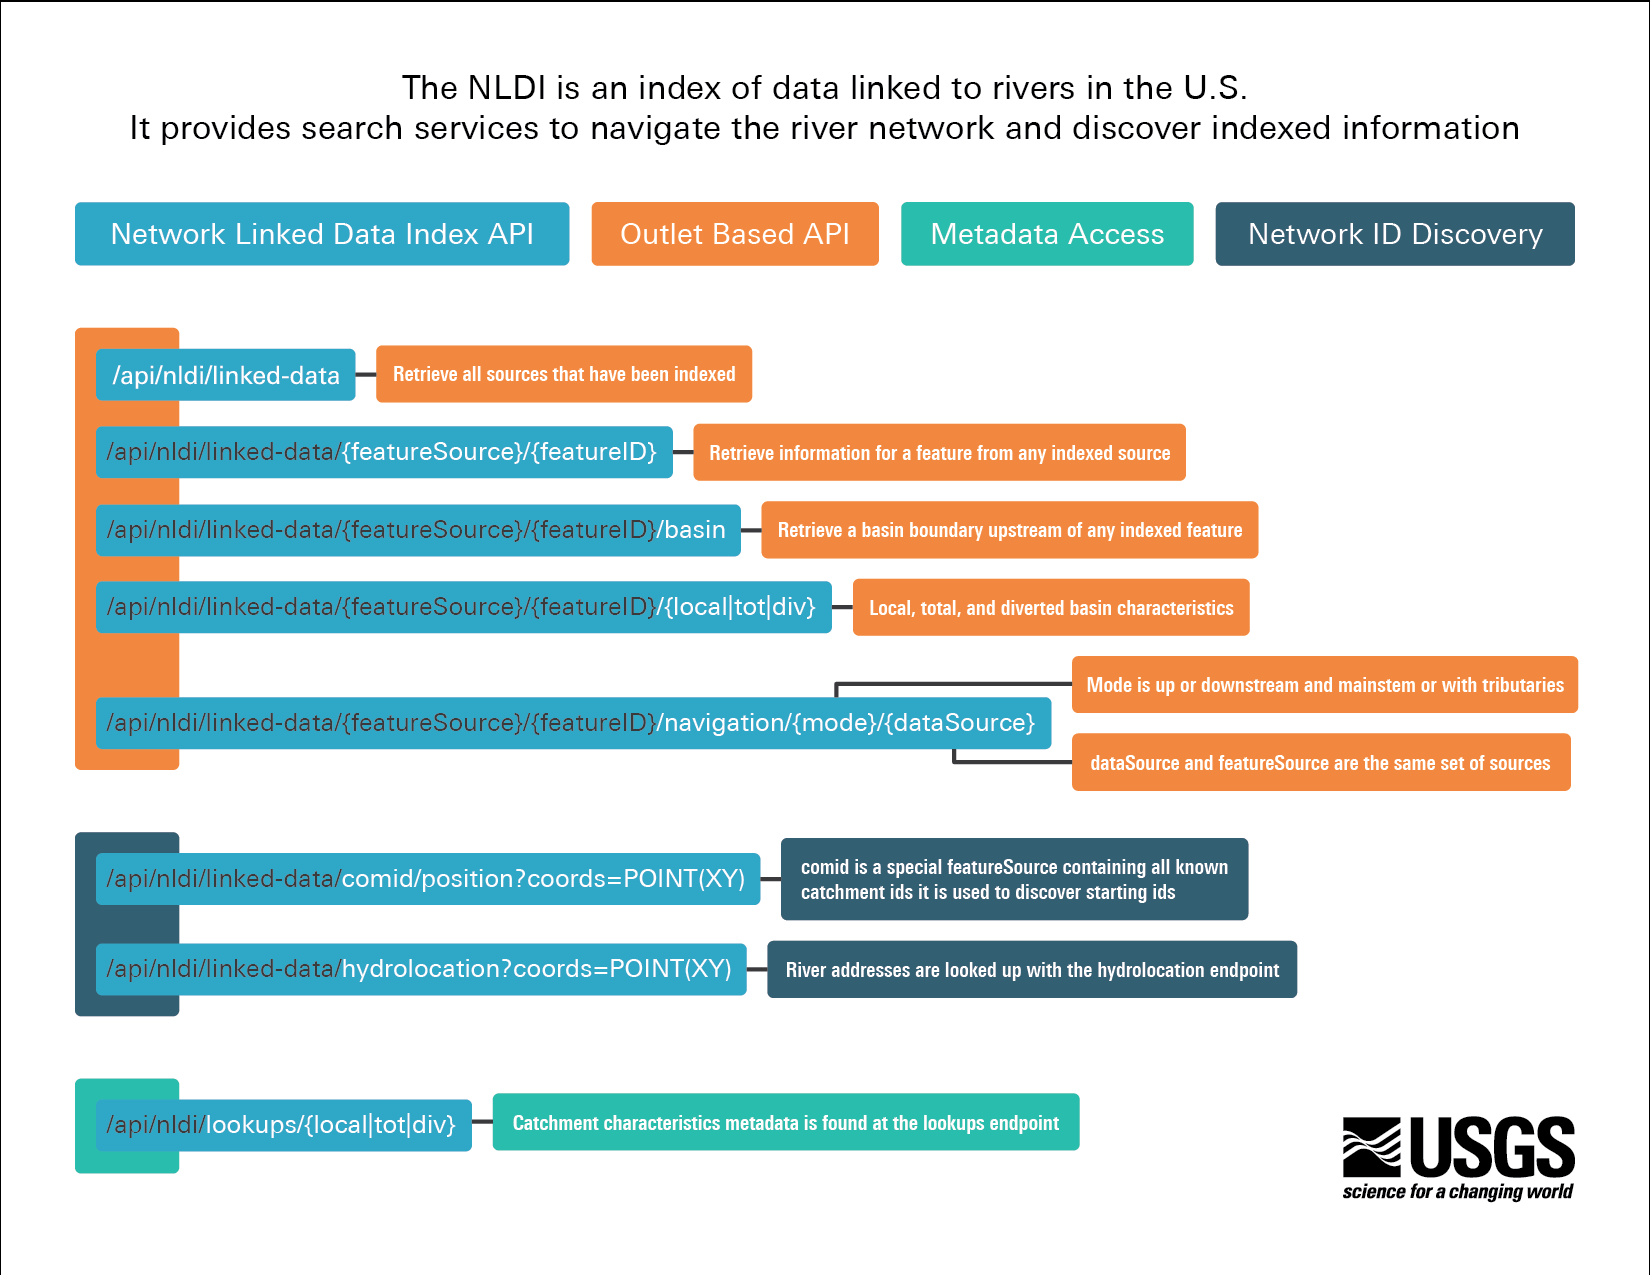 The NLDI is an index of data linked to rivers in the U.S.
It provides search services to navigate the river network and discover indexed information
Network Linked Data Index API
Outlet Based API
Metadata Access
Network ID Discovery
/api/nldi/linked-data
Retrieve all sources that have been indexed
/api/nldi/linked-data/{featureSource}/{featureID}
Retrieve information for a feature from any indexed source
/api/nldi/linked-data/{featureSource}/{featureID}/basin
Retrieve a basin boundary upstream of any indexed feature
/api/nldi/linked-data/{featureSource}/{featureID}/{local|tot|div}
Local, total, and diverted basin characteristics
Mode is up or downstream and mainstem or with tributaries
/api/nldi/linked-data/{featureSource}/{featureID}/navigation/{mode}/{dataSource}
dataSource and featureSource are the same set of sources
/api/nldi/linked-data/comid/position?coords=POINT(XY)
comid is a special featureSource containing all known
catchment ids it is used to discover starting ids
/api/nldi/linked-data/hydrolocation?coords=POINT(XY)
River addresses are looked up with the hydrolocation endpoint
/api/nldi/lookups/{local|tot|div}
Catchment characteristics metadata is found at the lookups endpoint
USGS
science for a changing world